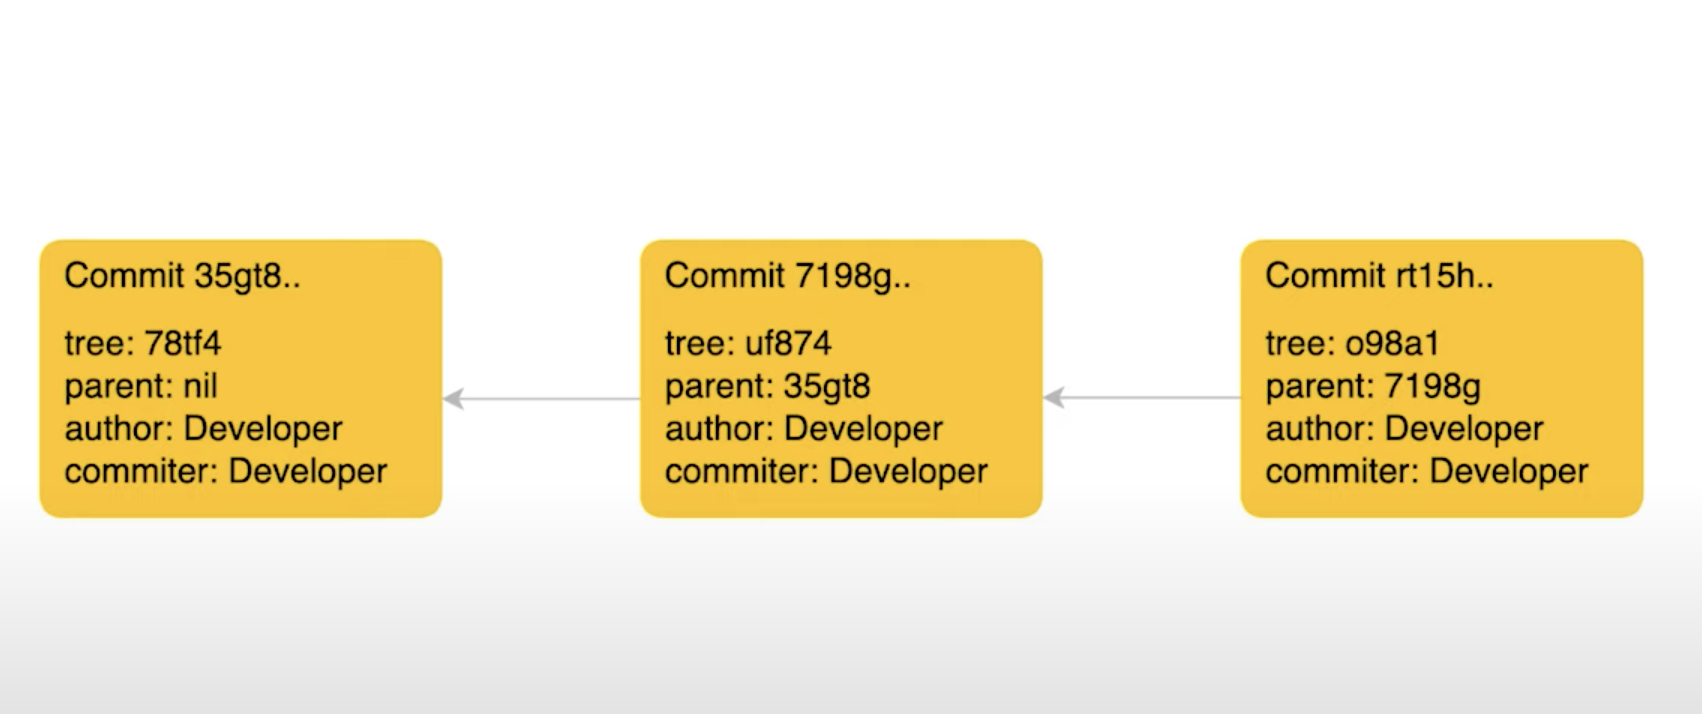 Commit 35gt8..
tree: 78tf4
parent: nil
author: Developer
commiter: Developer
Commit 7198g..
tree: uf874
parent: 35gt8
author: Developer
commiter: Developer
Commit rt15h..
tree: o98a1
parent: 7198g
author: Developer
commiter: Developer